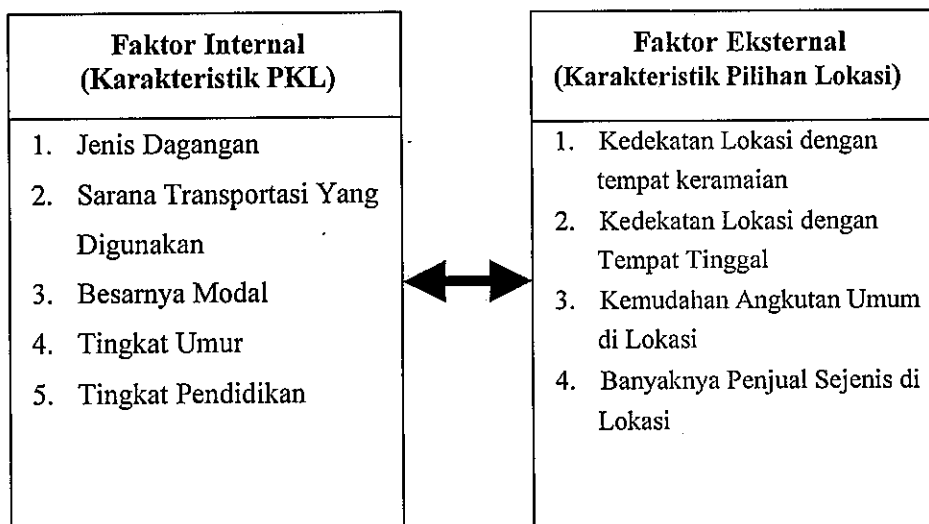 Faktor Internal
(Karakteristik PKL)
1. Jenis Dagangan
2. Sarana Transportasi Yang
Digunakan
3. Besarnya Modal
4. Tingkat Umur
5. Tingkat Pendidikan
Faktor Eksternal
(Karakteristik Pilihan Lokasi)
1. Kedekatan Lokasi dengan
tempat keramaian
2. Kedekatan Lokasi dengan
Tempat Tinggal
3. Kemudahan Angkutan Umum
di Lokasi
4. Banyaknya Penjual Sejenis di
Lokasi